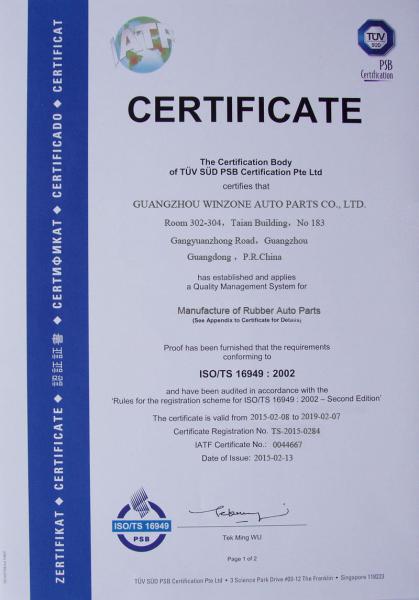 IATF
TÜV
SÜD
PSB
Certification
CERTIFICATE
The Certification Body
of TÜV SÜD PSB Certification Pte Ltd
certifies that
GUANGZHOU WINZONE AUTO PARTS CO., LTD.
Room 302-304，Taian Building，No 183
Gangyuanzhong Road，Guangzhou
Guangdong ，P.R.China
has established and applies
a Quality Management System for
Manufacture of Rubber Auto Parts
(See Appendix to Certificate for Details)
Proof has been furnished that the requirements
conforming to
ISO/TS 16949 : 2002
and have been audited in accordance with the
'Rules for the registration scheme for ISO/TS 16949 : 2002 – Second Edition'
The certificate is valid from 2015-02-08 to 2019-02-07
Certificate Registration No. TS-2015-0284
IATF Certificate No.: 0044667
Date of Issue: 2015-02-13
ISO/TS 16949
PSB
Tek Ming WU
Page 1 of 2
TÜV SÜD PSB Certification Pte Ltd • 3 Science Park Drive #03-12 The Franklin • Singapore 118223
ZERTIFIKAT ◆ CERTIFICATE ◆ 認証証書 ◆ СЕРТИФИКАТ ◆ CERTIFICADO ◆ CERTIFICAT